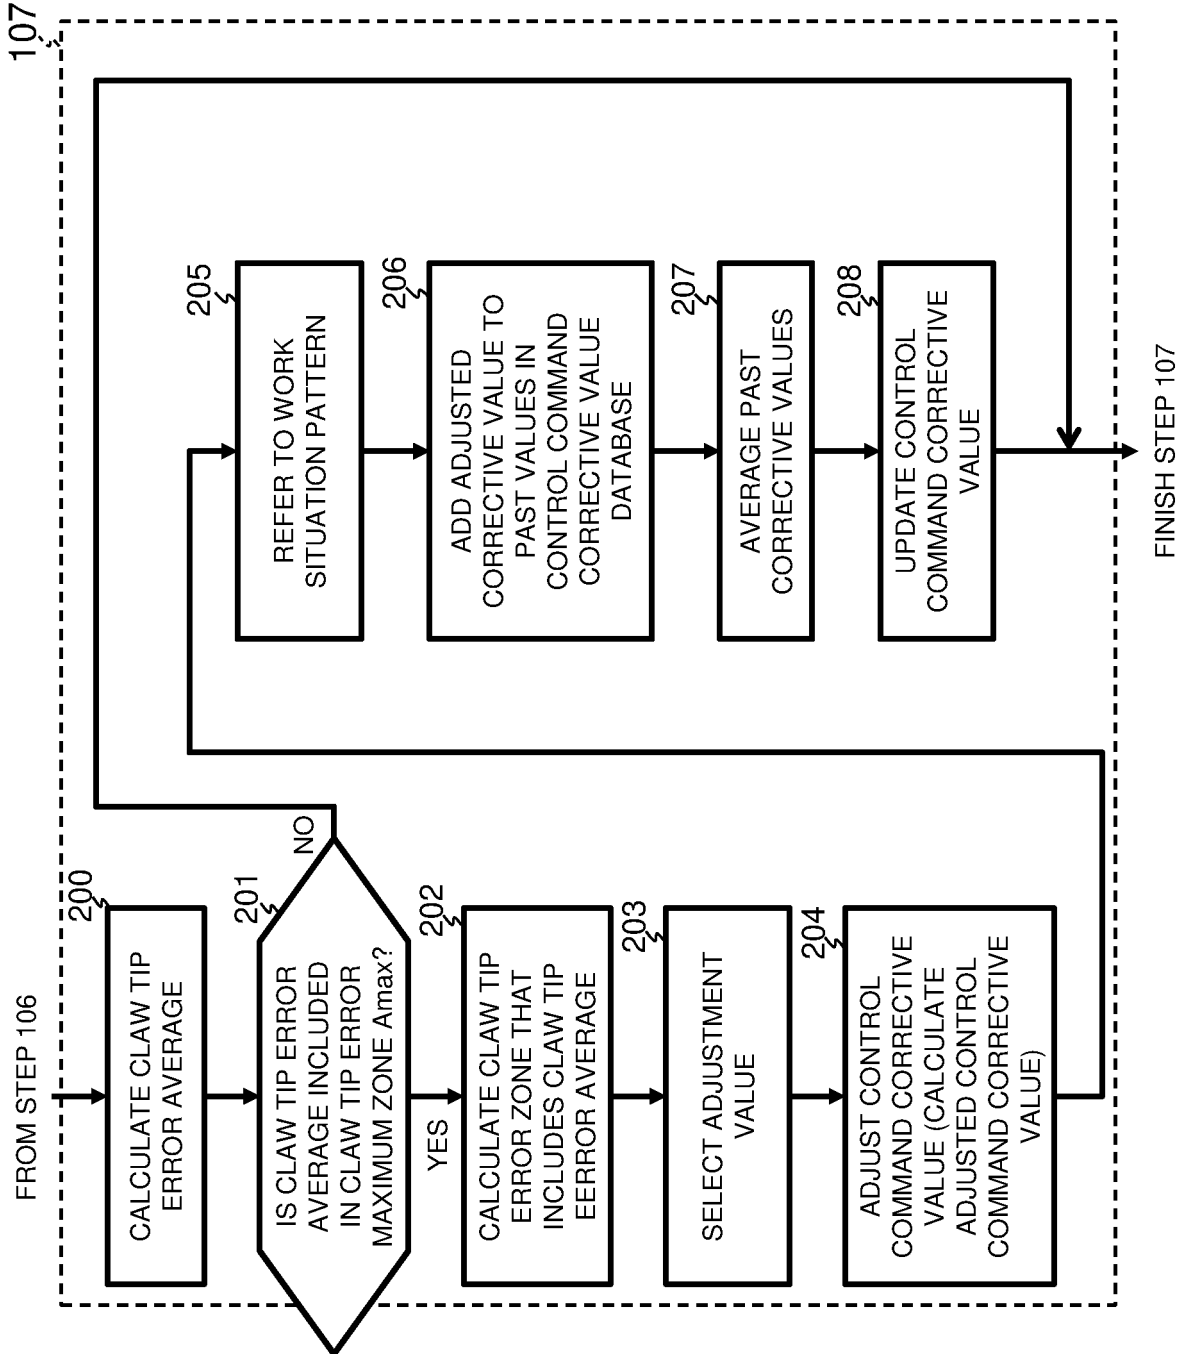 107
FROM STEP 106
200
CALCULATE CLAW TIP
ERROR AVERAGE
201
IS CLAW TIP ERROR
AVERAGE INCLUDED
IN CLAW TIP ERROR
MAXIMUM ZONE Amax?
NO
YES
202
CALCULATE CLAW TIP
ERROR ZONE THAT
INCLUDES CLAW TIP
EERROR AVERAGE
203
SELECT ADJUSTMENT
VALUE
204
ADJUST CONTROL
COMMAND CORRECTIVE
VALUE (CALCULATE
ADJUSTED CONTROL
COMMAND CORRECTIVE
VALUE)
205
REFER TO WORK
SITUATION PATTERN
206
ADD ADJUSTED
CORRECTIVE VALUE TO
PAST VALUES IN
CONTROL COMMAND
CORRECTIVE VALUE
DATABASE
207
AVERAGE PAST
CORRECTIVE VALUES
208
UPDATE CONTROL
COMMAND CORRECTIVE
VALUE
FINISH STEP 107